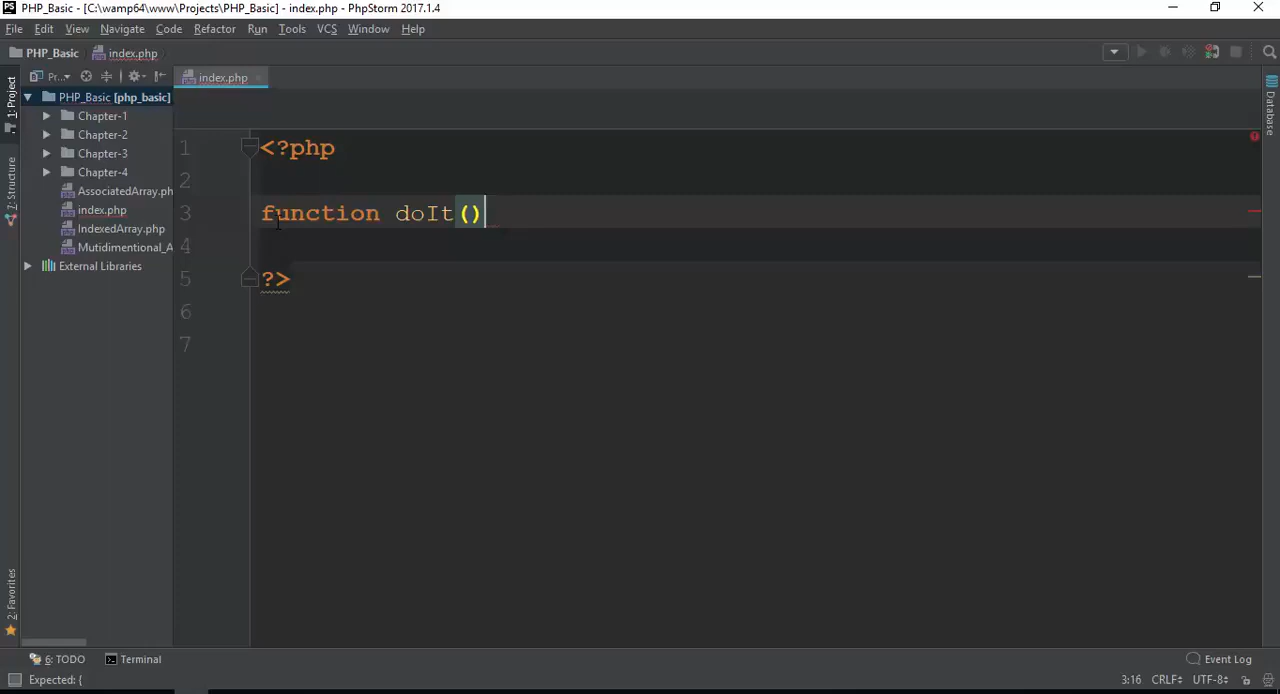 PS PHP_Basic - [C:\wamp64\www\Projects\PHP_Basic] - index.php - PhpStorm 2017.1.4
File Edit View Navigate Code Refactor Run Tools VCS Window Help
PHP_Basic index.php
Pr... index.php
1: Project
PHP_Basic [php_basic]
Chapter-1
Chapter-2
Chapter-3
Chapter-4
AssociatedArray.ph
index.php
IndexedArray.php
Mutidimentional_A
External Libraries
7: Structure
2: Favorites
Database
1 <?php
2
3 function doIt()
4
5 ?>
6
7
6: TODO Terminal Event Log
Expected: { 3:16 CRLF UTF-8